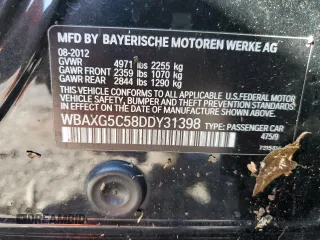 MFD BY BAYERISCHE MOTOREN WERKE AG
08-2012
GVWR 4971 lbs 2255 kg
GAWR FRONT 2359 lbs 1070 kg
GAWR REAR 2844 lbs 1290 kg
THIS VEHICLE CONFORMS TO ALL APPLICABLE
U.S. FEDERAL MOTOR VEHICLE SAFETY,
BUMPER AND THEFT PREVENTION
STANDARDS IN EFFECT ON THE DATE OF
MANUFACTURE SHOWN ABOVE.
WBAXG5C58DDY31398 TYPE: PASSENGER CAR
475/9